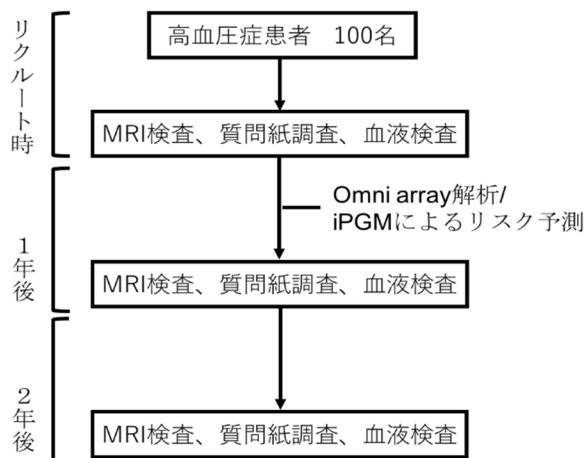 リクルート時
高血圧症患者　100名
MRI検査、質問紙調査、血液検査
Omni array解析/
iPGMによるリスク予測
1年後
MRI検査、質問紙調査、血液検査
2年後
MRI検査、質問紙調査、血液検査